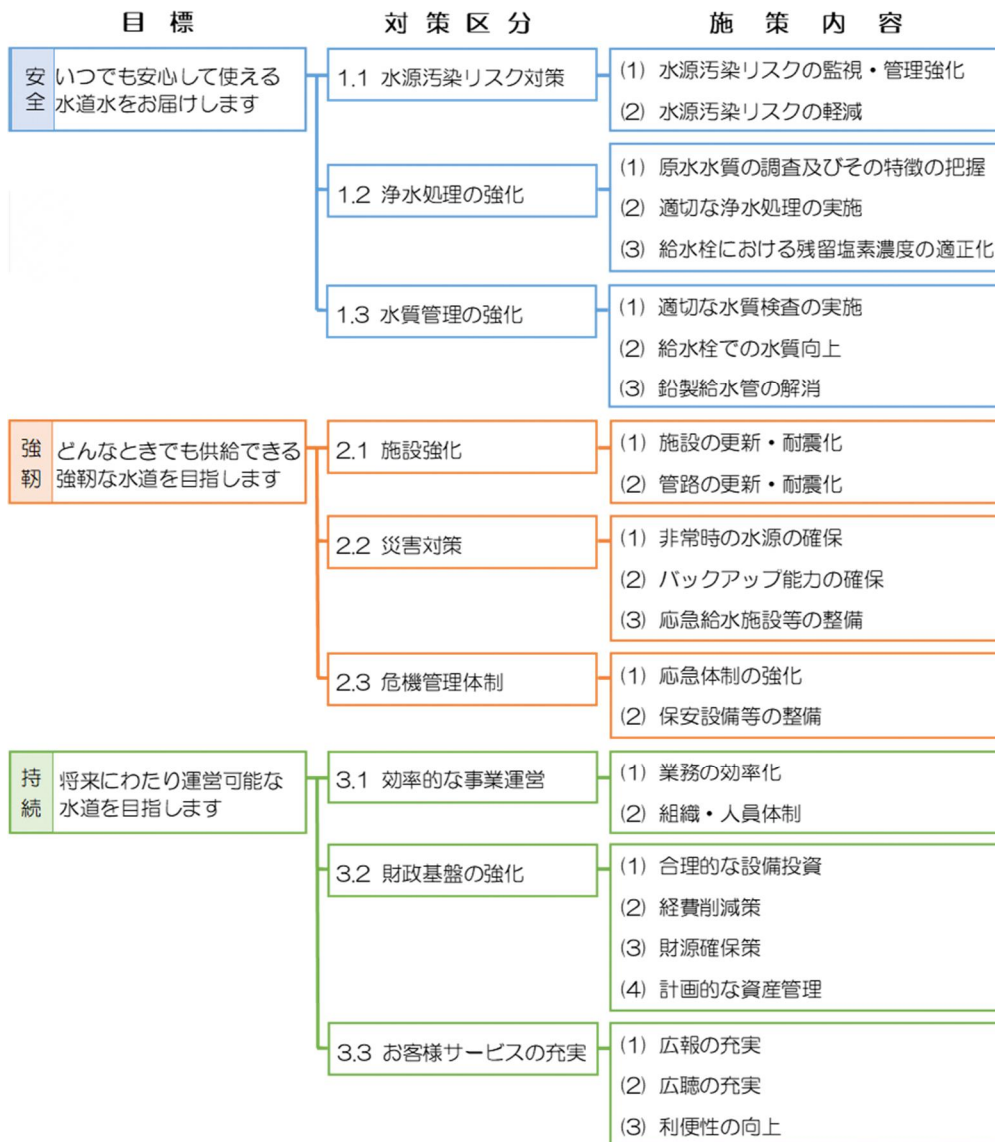 目標　対策区分　施策内容
安全
いつでも安心して使える
水道水をお届けします
1.1 水源汚染リスク対策
(1) 水源汚染リスクの監視・管理強化
(2) 水源汚染リスクの軽減
1.2 浄水処理の強化
(1) 原水水質の調査及びその特徴の把握
(2) 適切な浄水処理の実施
(3) 給水栓における残留塩素濃度の適正化
1.3 水質管理の強化
(1) 適切な水質検査の実施
(2) 給水栓での水質向上
(3) 鉛製給水管の解消
強靭
どんなときでも供給できる
強靭な水道を目指します
2.1 施設強化
(1) 施設の更新・耐震化
(2) 管路の更新・耐震化
2.2 災害対策
(1) 非常時の水源の確保
(2) バックアップ能力の確保
(3) 応急給水施設等の整備
2.3 危機管理体制
(1) 応急体制の強化
(2) 保安設備等の整備
持続
将来にわたり運営可能な
水道を目指します
3.1 効率的な事業運営
(1) 業務の効率化
(2) 組織・人員体制
3.2 財政基盤の強化
(1) 合理的な設備投資
(2) 経費削減策
(3) 財源確保策
(4) 計画的な資産管理
3.3 お客様サービスの充実
(1) 広報の充実
(2) 広聴の充実
(3) 利便性の向上